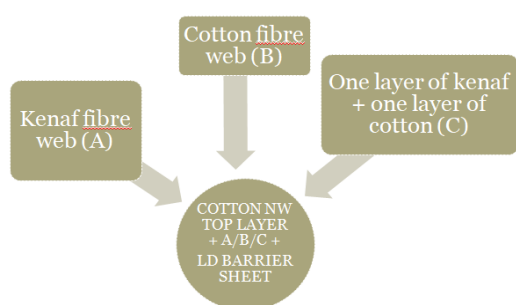 Cotton fibre
web (B)
Kenaf fibre
web (A)
One layer of kenaf
+ one layer of
cotton (C)
COTTON NW
TOP LAYER
+ A/B/C +
LD BARRIER
SHEET